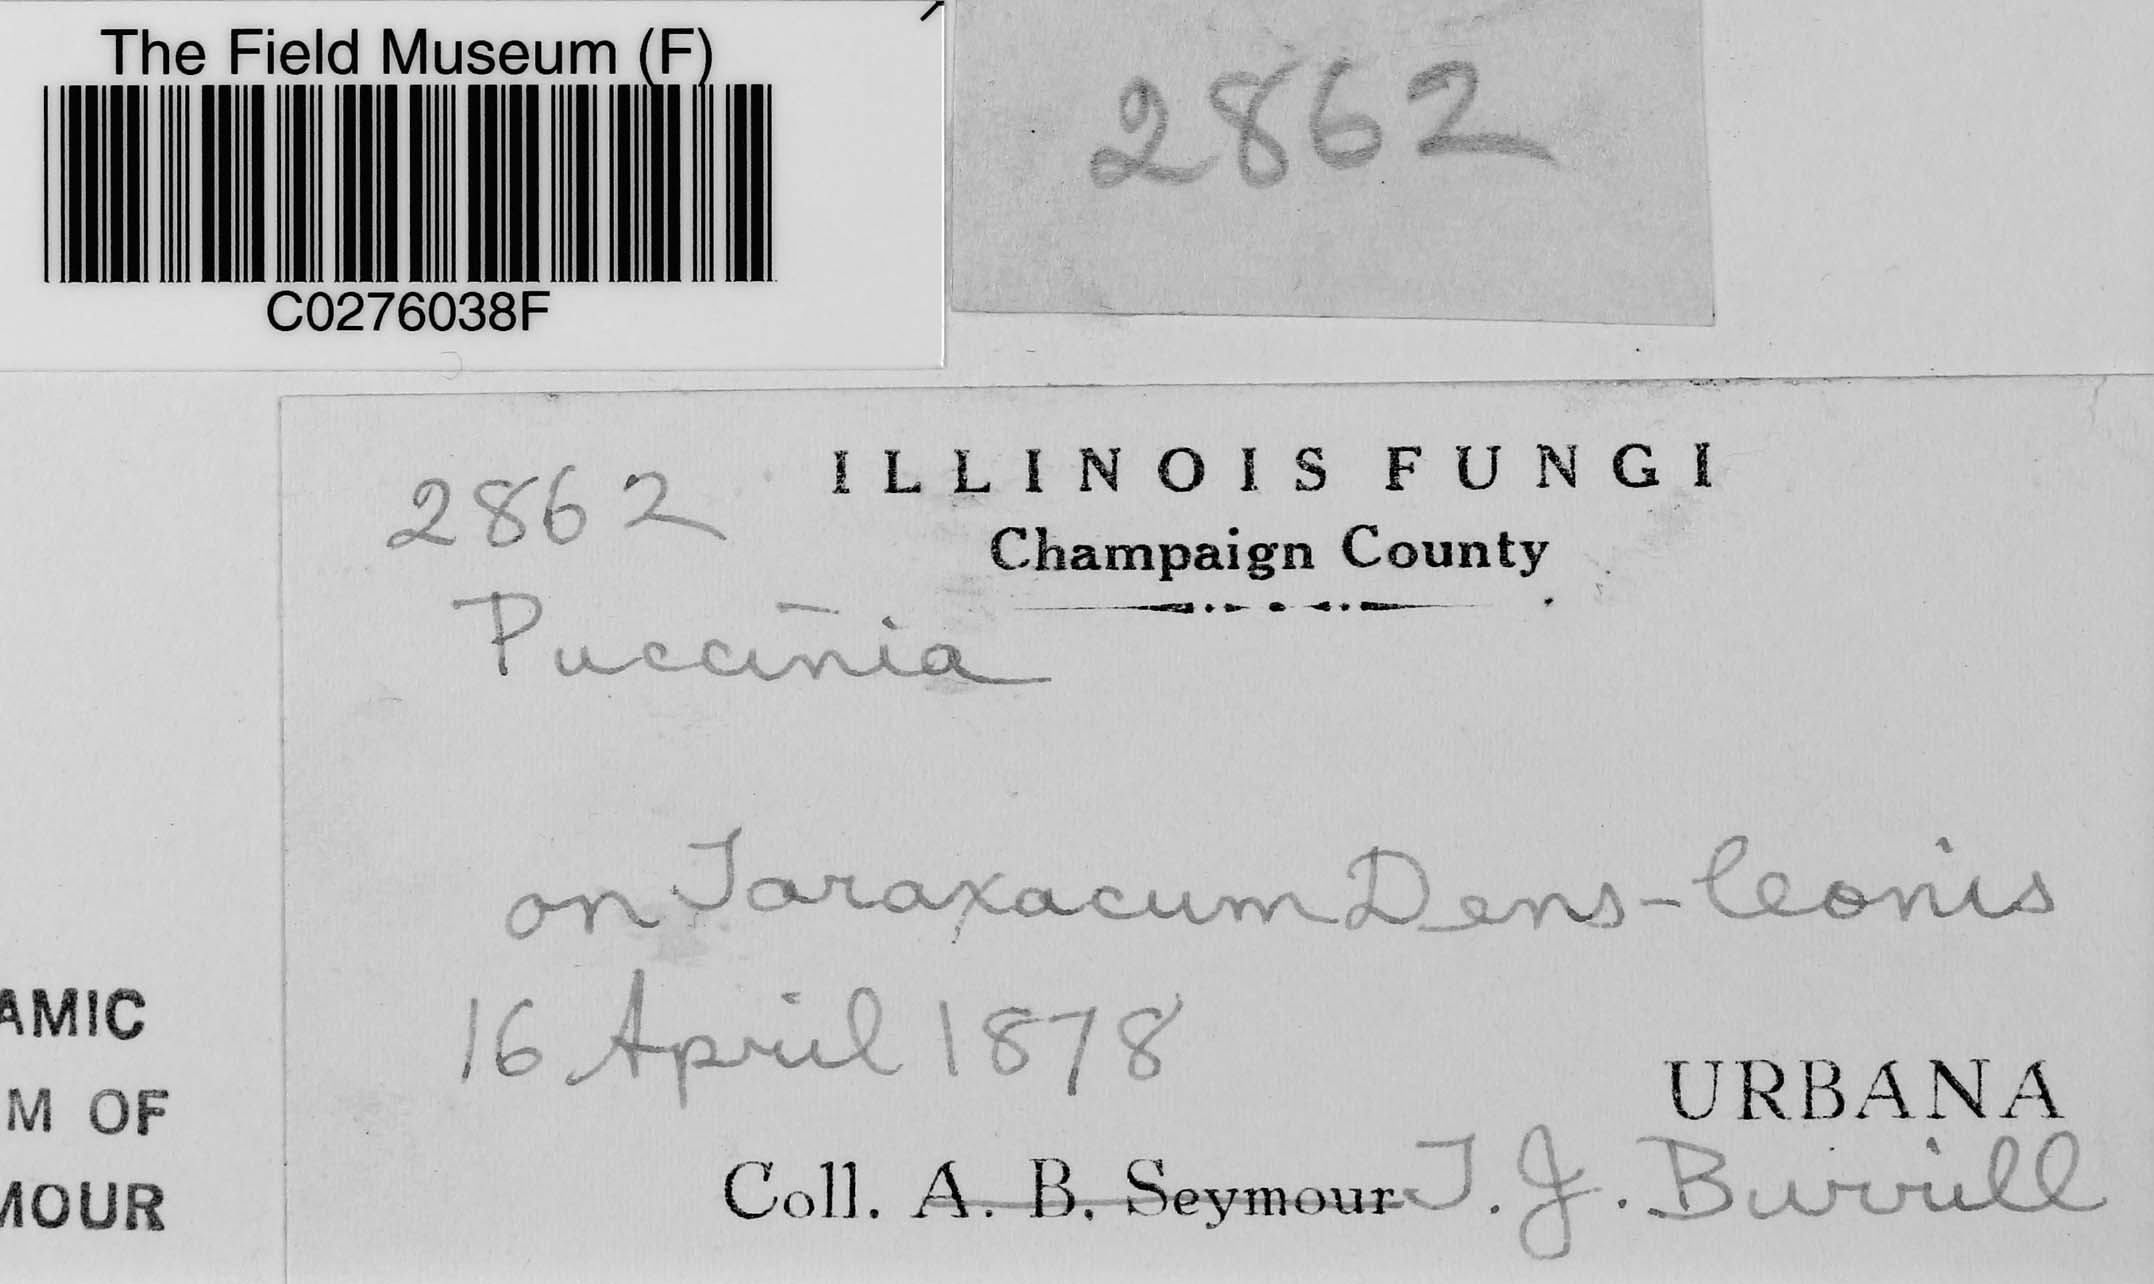 The Field Museum (F)
C0276038F
2862
2862
ILLINOIS FUNGI
Champaign County
Puccinia
on Taraxacum Dens-leonis
16 April 1878
URBANA
Coll. A. B. Seymour T. J. Burrill
AMIC
M OF
MOUR